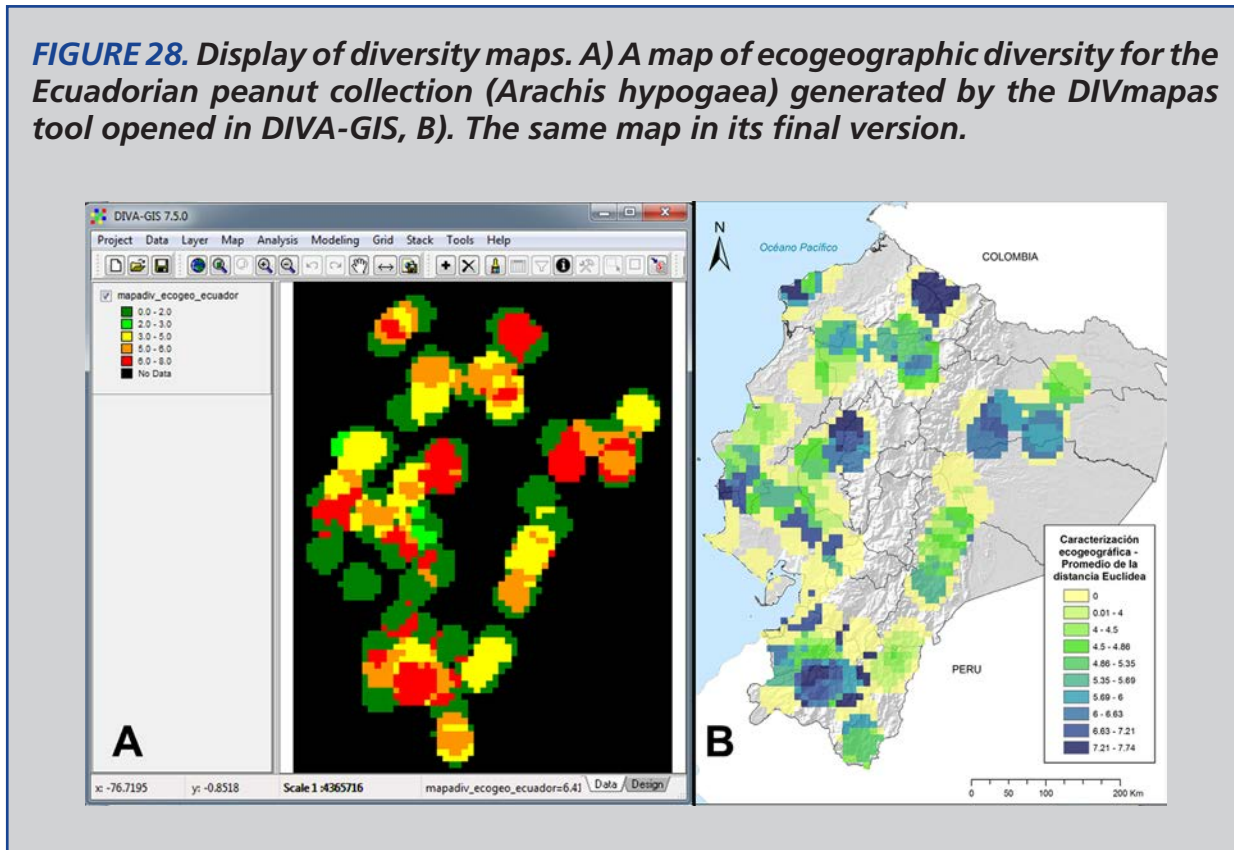 FIGURE 28. Display of diversity maps. A) A map of ecogeographic diversity for the
Ecuadorian peanut collection (Arachis hypogaea) generated by the DIVmapas
tool opened in DIVA-GIS, B). The same map in its final version.
DIVA-GIS 7.5.0
Project Data Layer Map Analysis Modeling Grid Stack Tools Help
mapadiv_ecogeo_ecuador
0.0 - 2.0
2.0 - 3.0
3.0 - 5.0
5.0 - 6.0
6.0 - 8.0
No Data
A
x: -76.7195 y: -0.8518 Scale 1 :4365716 mapadiv_ecogeo_ecuador=6.41 Data Design
N
Océano Pacífico
COLOMBIA
PERU
Caracterización
ecogeográfica -
Promedio de la
distancia Euclídea
0
0.01 - 4
4 - 4.5
4.5 - 4.86
4.86 - 5.35
5.35 - 5.69
5.69 - 6
6 - 6.63
6.63 - 7.21
7.21 - 7.74
B
0 50 100 200 Km